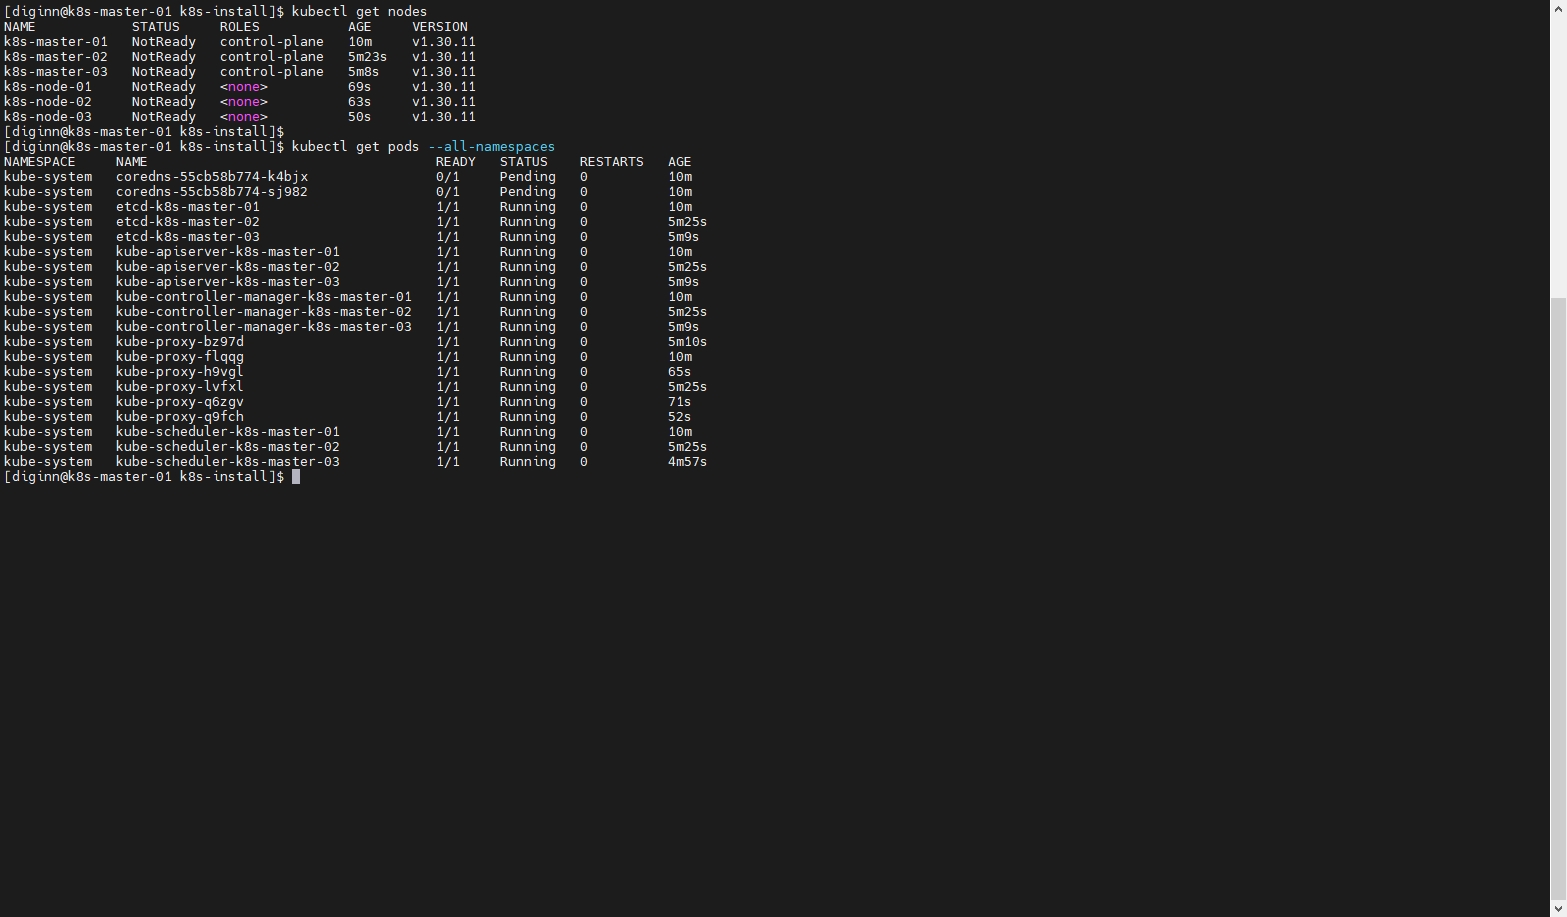 [diginn@k8s-master-01 k8s-install]$ kubectl get nodes
NAME            STATUS     ROLES           AGE     VERSION
k8s-master-01   NotReady   control-plane   10m     v1.30.11
k8s-master-02   NotReady   control-plane   5m23s   v1.30.11
k8s-master-03   NotReady   control-plane   5m8s    v1.30.11
k8s-node-01     NotReady   <none>          69s     v1.30.11
k8s-node-02     NotReady   <none>          63s     v1.30.11
k8s-node-03     NotReady   <none>          50s     v1.30.11
[diginn@k8s-master-01 k8s-install]$
[diginn@k8s-master-01 k8s-install]$ kubectl get pods --all-namespaces
NAMESPACE     NAME                                    READY   STATUS    RESTARTS   AGE
kube-system   coredns-55cb58b774-k4bjx                0/1     Pending   0          10m
kube-system   coredns-55cb58b774-sj982                0/1     Pending   0          10m
kube-system   etcd-k8s-master-01                      1/1     Running   0          10m
kube-system   etcd-k8s-master-02                      1/1     Running   0          5m25s
kube-system   etcd-k8s-master-03                      1/1     Running   0          5m9s
kube-system   kube-apiserver-k8s-master-01            1/1     Running   0          10m
kube-system   kube-apiserver-k8s-master-02            1/1     Running   0          5m25s
kube-system   kube-apiserver-k8s-master-03            1/1     Running   0          5m9s
kube-system   kube-controller-manager-k8s-master-01   1/1     Running   0          10m
kube-system   kube-controller-manager-k8s-master-02   1/1     Running   0          5m25s
kube-system   kube-controller-manager-k8s-master-03   1/1     Running   0          5m9s
kube-system   kube-proxy-bz97d                        1/1     Running   0          5m10s
kube-system   kube-proxy-flqqg                        1/1     Running   0          10m
kube-system   kube-proxy-h9vgl                        1/1     Running   0          65s
kube-system   kube-proxy-lvfxl                        1/1     Running   0          5m25s
kube-system   kube-proxy-q6zgv                        1/1     Running   0          71s
kube-system   kube-proxy-q9fch                        1/1     Running   0          52s
kube-system   kube-scheduler-k8s-master-01            1/1     Running   0          10m
kube-system   kube-scheduler-k8s-master-02            1/1     Running   0          5m25s
kube-system   kube-scheduler-k8s-master-03            1/1     Running   0          4m57s
[diginn@k8s-master-01 k8s-install]$